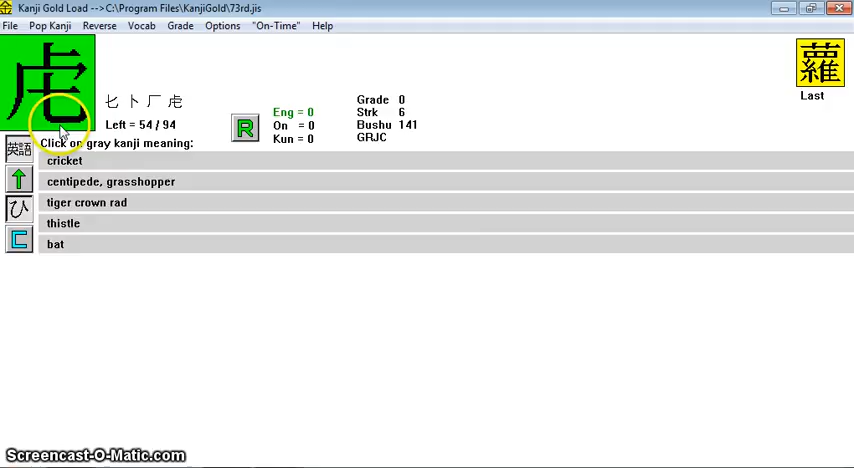 Kanji Gold Load -->C:\Program Files\KanjiGold\73rd.jis
File Pop Kanji Reverse Vocab Grade Options "On-Time" Help
虍
匕 卜 厂 虍
Left = 54 / 94
R
Eng = 0
On = 0
Kun = 0
Grade 0
Strk 6
Bushu 141
GRJC
蘿
Last
英語
Click on gray kanji meaning:
cricket
centipede, grasshopper
ひ
tiger crown rad
thistle
bat
Screencast-O-Matic.com